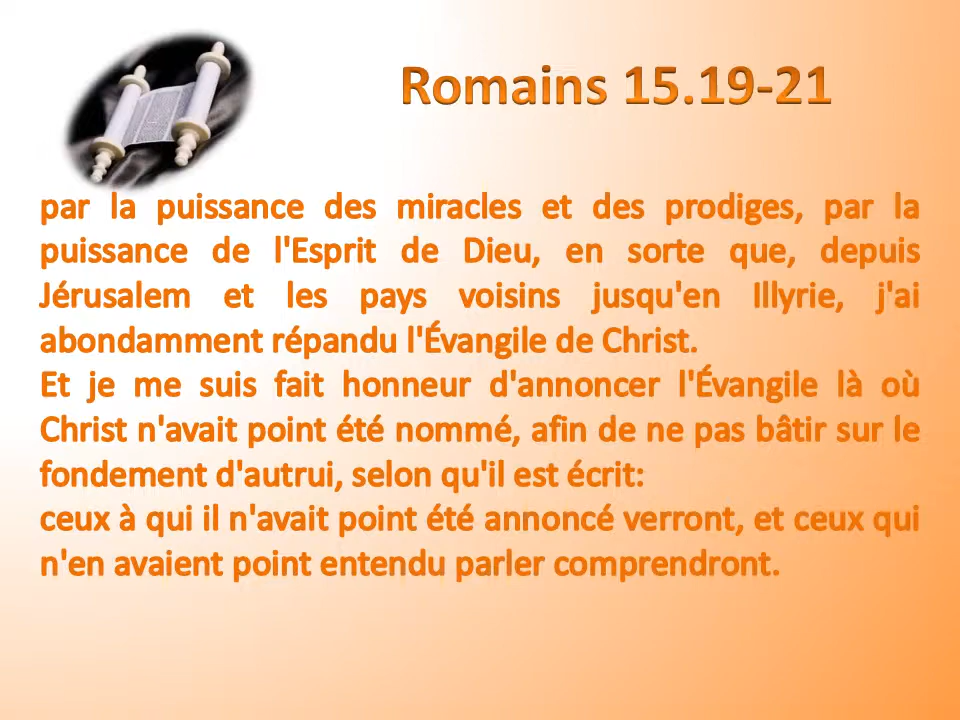 Romains 15.19-21
par la puissance des miracles et des prodiges, par la
puissance de l'Esprit de Dieu, en sorte que, depuis
Jérusalem et les pays voisins jusqu'en Illyrie, j'ai
abondamment répandu l'Évangile de Christ.
Et je me suis fait honneur d'annoncer l'Évangile là où
Christ n'avait point été nommé, afin de ne pas bâtir sur le
fondement d'autrui, selon qu'il est écrit:
ceux à qui il n'avait point été annoncé verront, et ceux qui
n'en avaient point entendu parler comprendront.